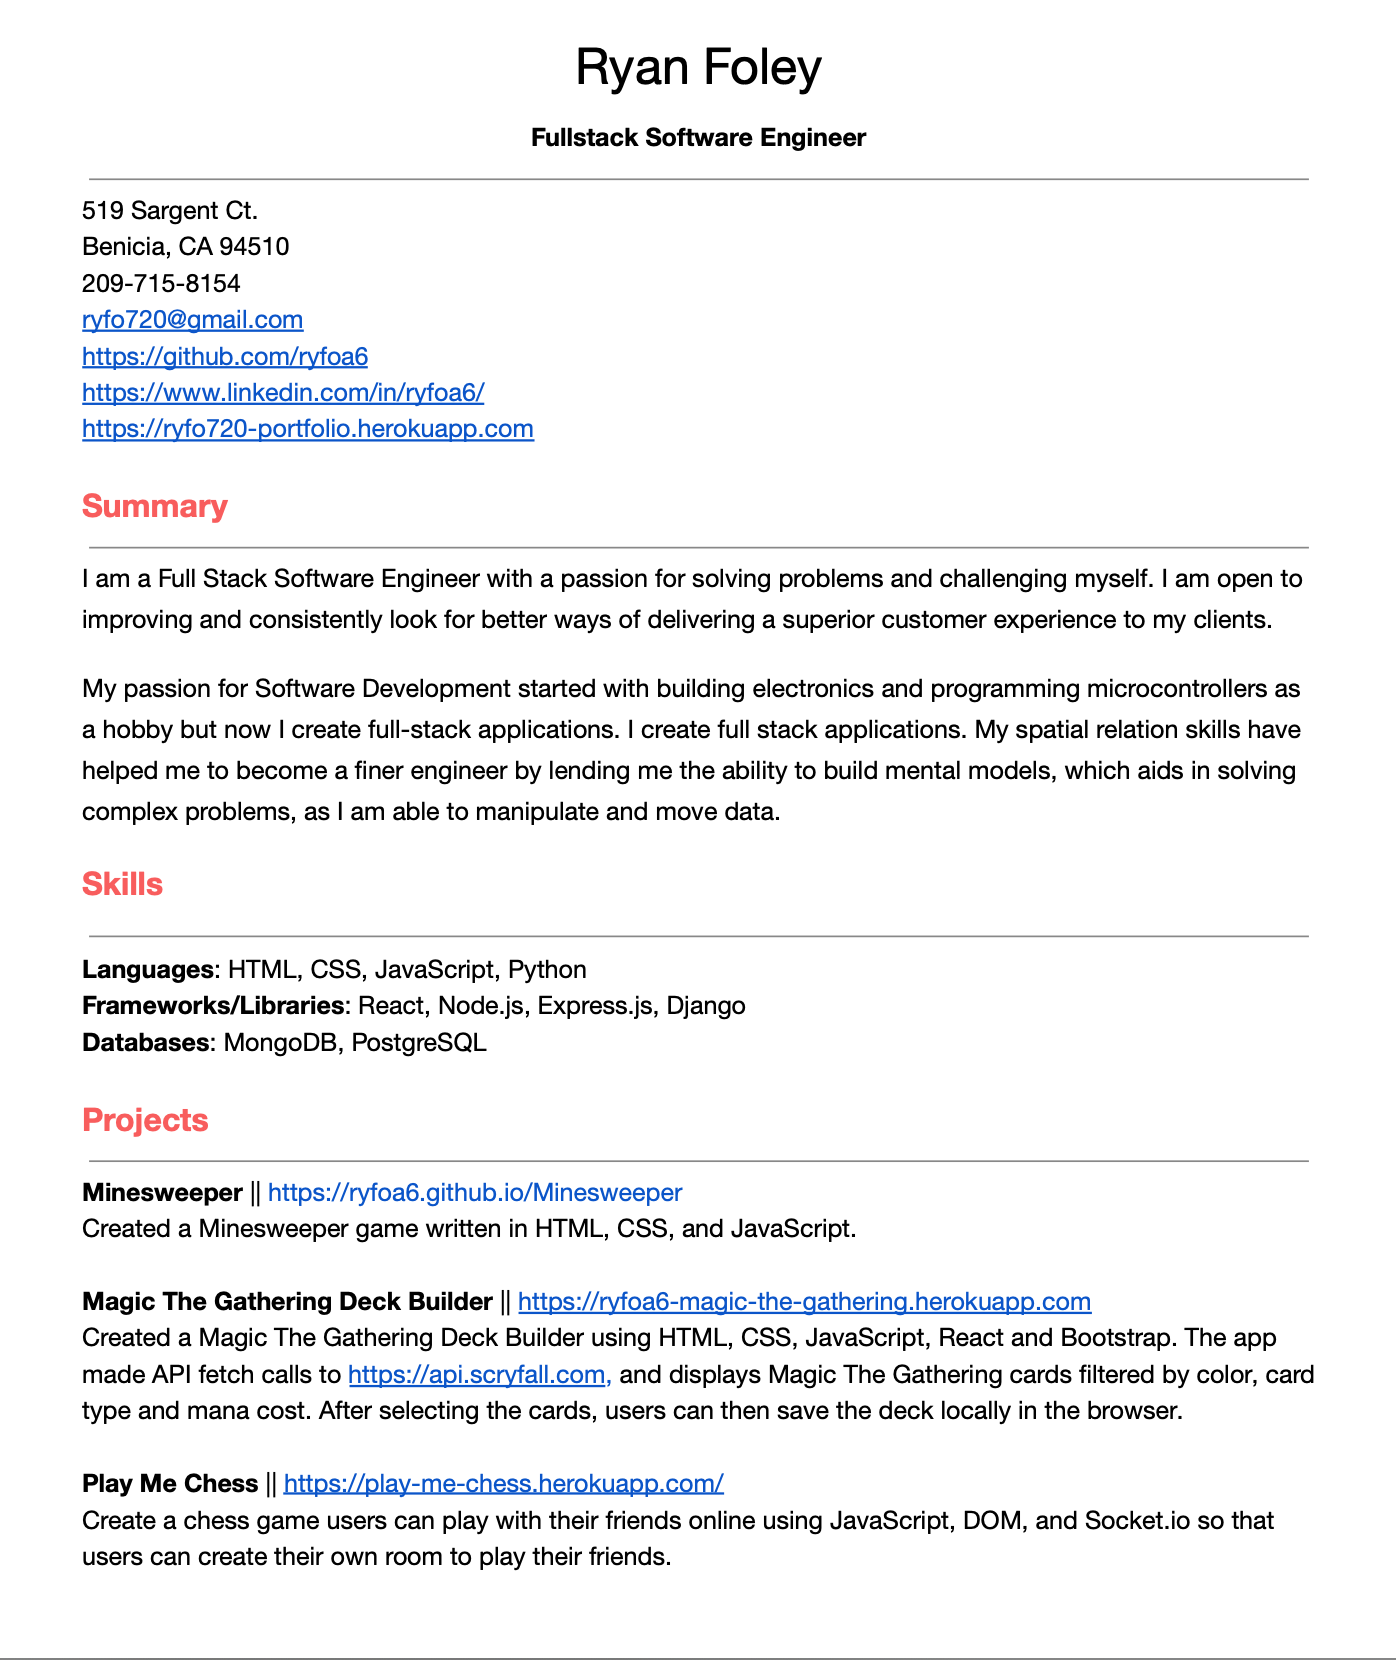 Ryan Foley
Fullstack Software Engineer
519 Sargent Ct.
Benicia, CA 94510
209-715-8154
ryfo720@gmail.com
https://github.com/ryfoa6
https://www.linkedin.com/in/ryfoa6/
https://ryfo720-portfolio.herokuapp.com
Summary
I am a Full Stack Software Engineer with a passion for solving problems and challenging myself. I am open to
improving and consistently look for better ways of delivering a superior customer experience to my clients.
My passion for Software Development started with building electronics and programming microcontrollers as
a hobby but now I create full-stack applications. I create full stack applications. My spatial relation skills have
helped me to become a finer engineer by lending me the ability to build mental models, which aids in solving
complex problems, as I am able to manipulate and move data.
Skills
Languages: HTML, CSS, JavaScript, Python
Frameworks/Libraries: React, Node.js, Express.js, Django
Databases: MongoDB, PostgreSQL
Projects
Minesweeper || https://ryfoa6.github.io/Minesweeper
Created a Minesweeper game written in HTML, CSS, and JavaScript.
Magic The Gathering Deck Builder || https://ryfoa6-magic-the-gathering.herokuapp.com
Created a Magic The Gathering Deck Builder using HTML, CSS, JavaScript, React and Bootstrap. The app
made API fetch calls to https://api.scryfall.com, and displays Magic The Gathering cards filtered by color, card
type and mana cost. After selecting the cards, users can then save the deck locally in the browser.
Play Me Chess || https://play-me-chess.herokuapp.com/
Create a chess game users can play with their friends online using JavaScript, DOM, and Socket.io so that
users can create their own room to play their friends.